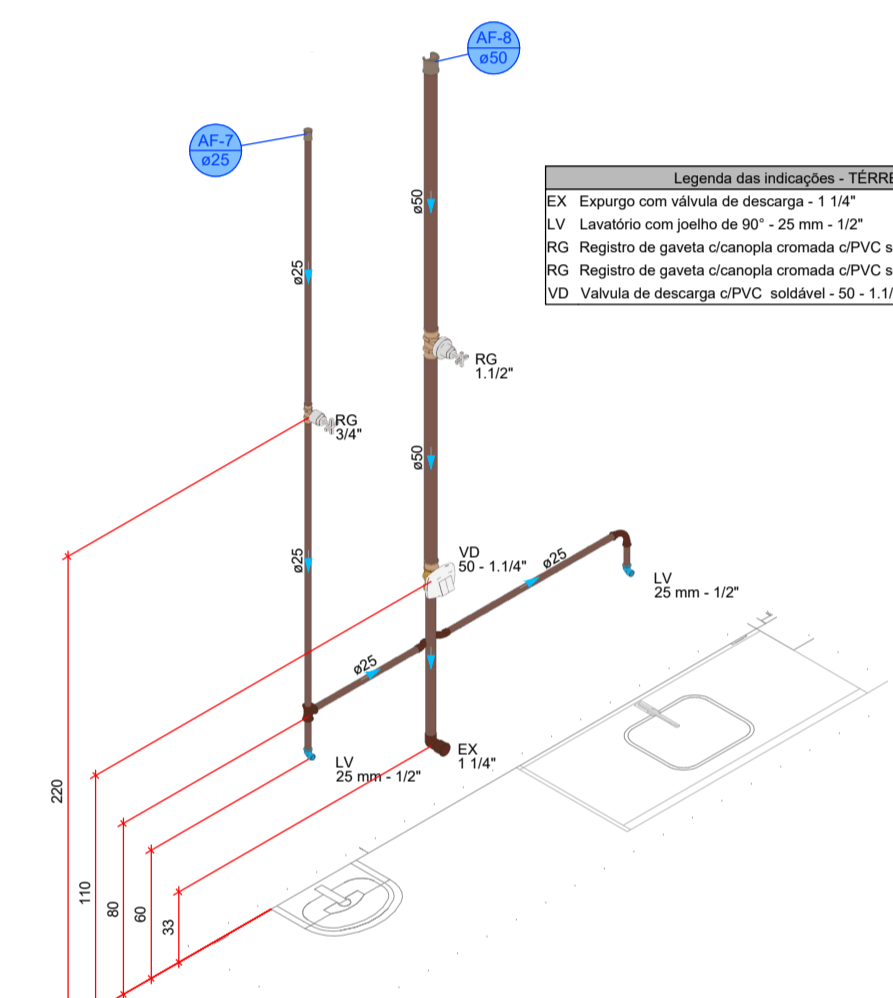 AF-8
ø50
AF-7
ø25
Legenda das indicações - TÉRRE
EX Expurgo com válvula de descarga - 1 1/4"
LV Lavatório com joelho de 90° - 25 mm - 1/2"
RG Registro de gaveta c/canopla cromada c/PVC s
RG Registro de gaveta c/canopla cromada c/PVC s
VD Valvula de descarga c/PVC soldável - 50 - 1.1/
ø50
ø25
RG
1.1/2"
RG
3/4"
ø50
ø25
VD
50 - 1.1/4"
ø25
LV
25 mm - 1/2"
ø25
LV
25 mm - 1/2"
EX
1 1/4"
220
110
80
60
33